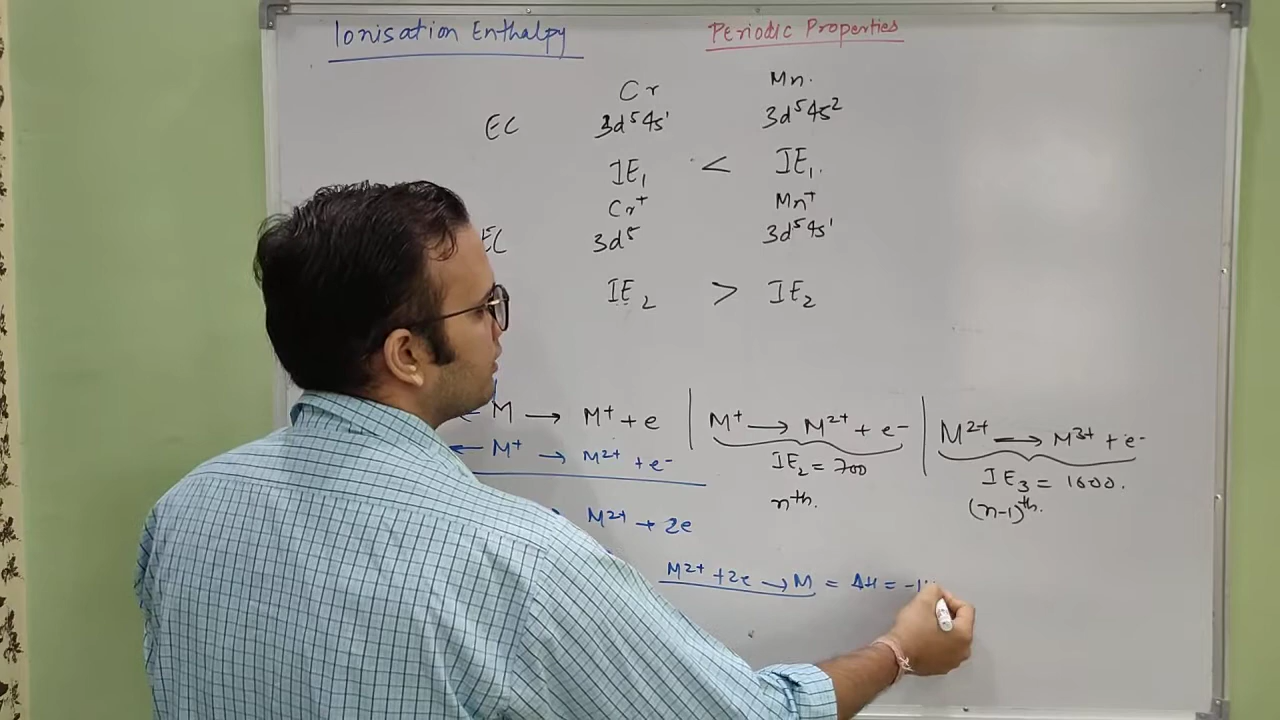 Ionisation Enthalpy
Periodic Properties
Cr Mn.
EC 3d⁵4s¹ 3d⁵4s²
IE₁ < IE₁.
Cr⁺ Mn⁺
EC 3d⁵ 3d⁵4s¹
IE₂ > IE₂
M → M⁺ + e
M⁺ → M²⁺ + e⁻
M²⁺ + 2e
M²⁺ + 2e → M = ΔH =
M⁺ → M²⁺ + e⁻
IE₂ = 700
nᵗʰ.
M²⁺ → M³⁺ + e⁻
IE₃ = 1600.
(n-1)ᵗʰ.